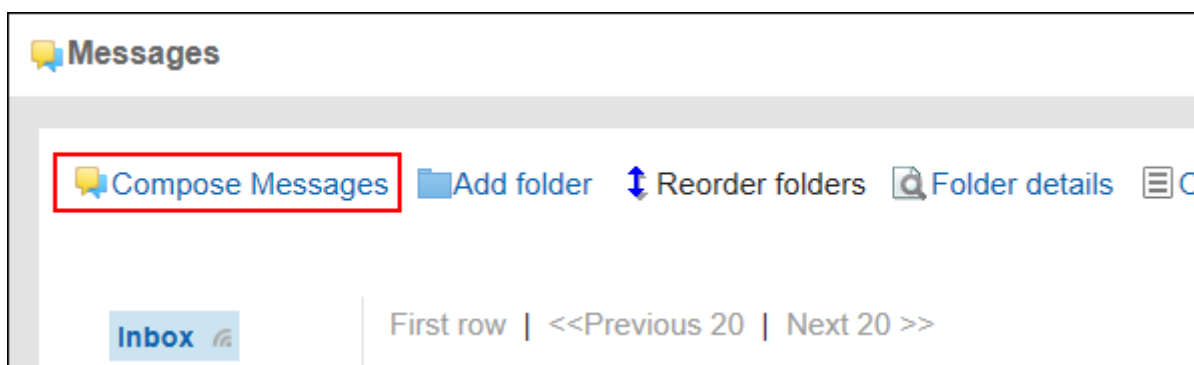 Messages
Compose Messages Add folder Reorder folders Folder details
Inbox First row | <<Previous 20 | Next 20 >>